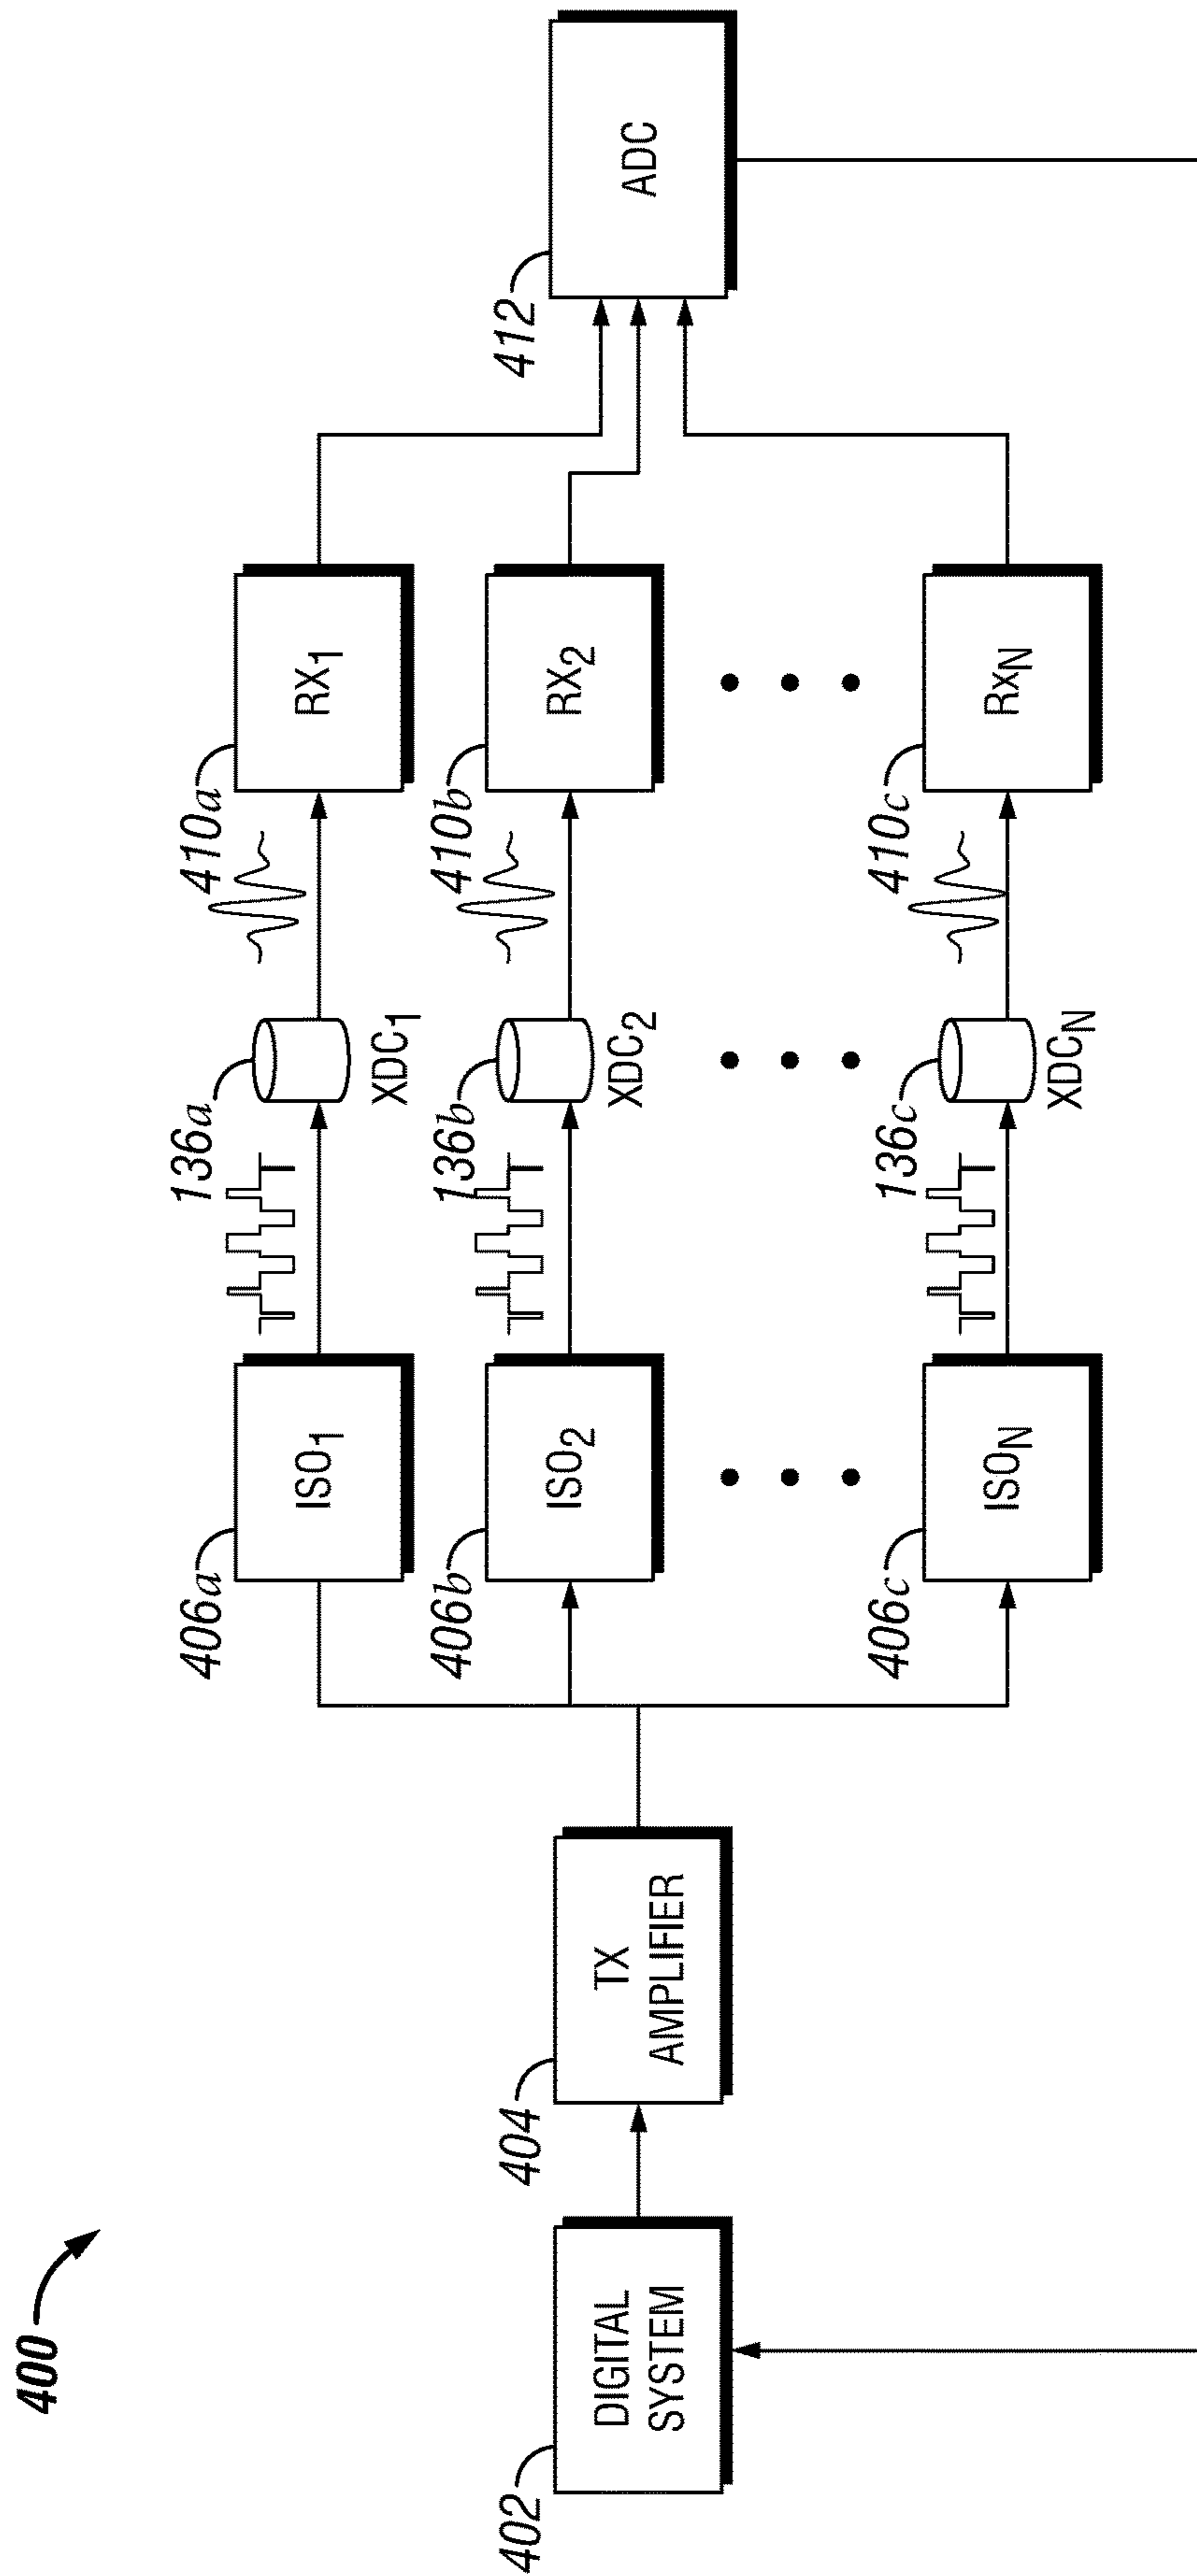 400
402
DIGITAL
SYSTEM
404
TX
AMPLIFIER
406a
ISO1
136a
XDC1
410a
RX1
406b
ISO2
136b
XDC2
410b
RX2
406c
ISON
136c
XDCN
410c
RxN
412
ADC